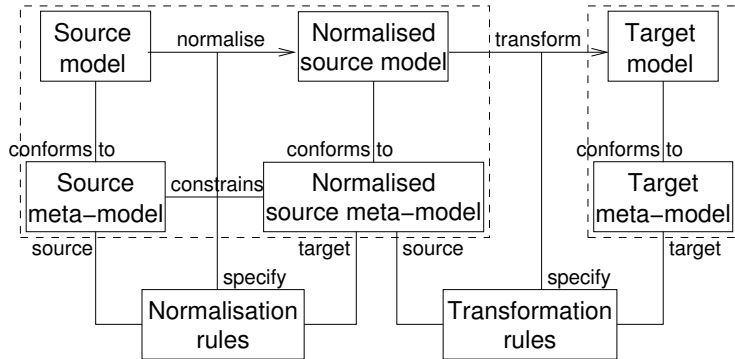 Source
model
normalise
Normalised
source model
transform
Target
model
conforms to
conforms to
conforms to
Source
meta−model
constrains
Normalised
source meta−model
Target
meta−model
source
target
source
target
specify
specify
Normalisation
rules
Transformation
rules